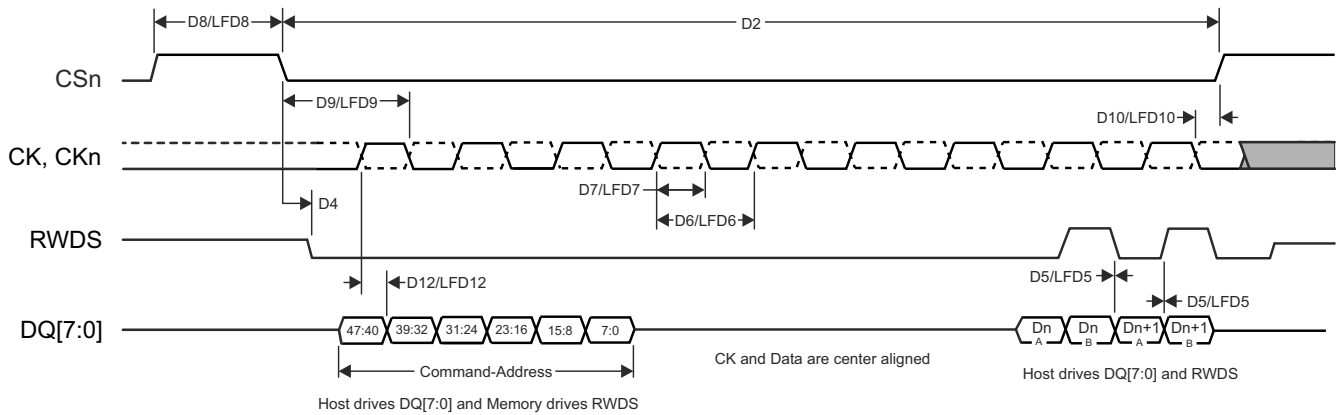 D8/LFD8
D2
CSn
D9/LFD9
D10/LFD10
CK, CKn
D7/LFD7
D4
D6/LFD6
RWDS
D12/LFD12
D5/LFD5
D5/LFD5
DQ[7:0]
47:40 39:32 31:24 23:16 15:8 7:0
Dn A Dn B Dn+1 A Dn+1 B
Command-Address
CK and Data are center aligned
Host drives DQ[7:0] and RWDS
Host drives DQ[7:0] and Memory drives RWDS